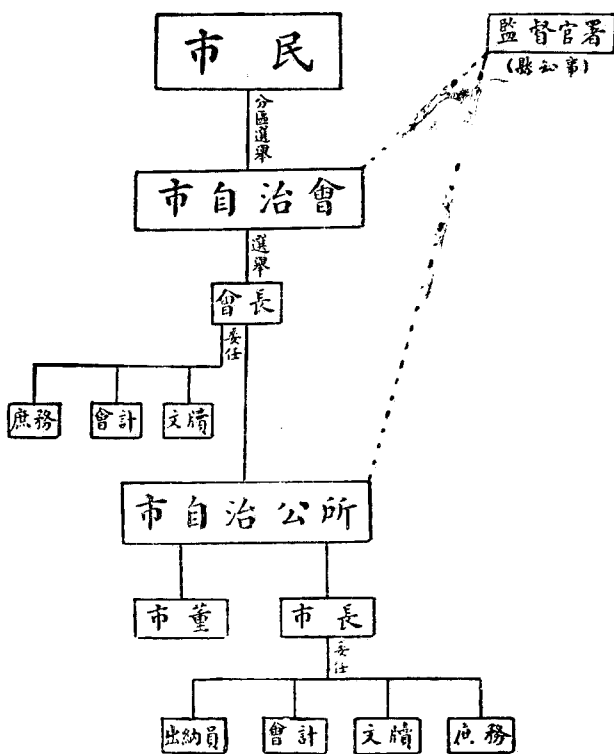 市民
監督官署
(縣知事)
分區選舉
市自治會
選舉
會長
委任
庶務
會計
文牘
市自治公所
市董
市長
委任
出納員
會計
文牘
庶務